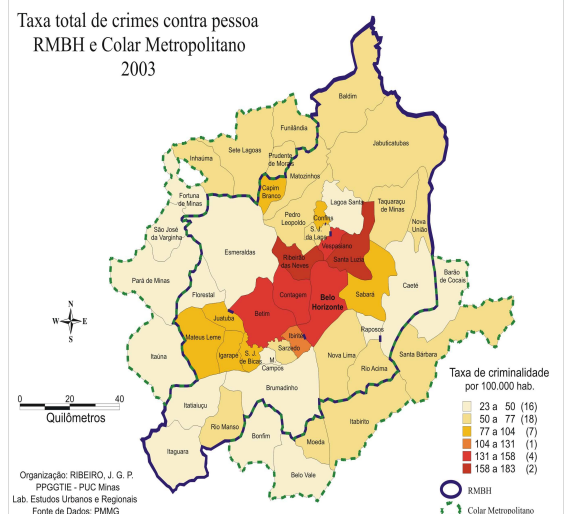 Taxa total de crimes contra pessoa
RMBH e Colar Metropolitano
2003
Baldim
Funilândia
Jabuticatubas
Sete Lagoas
Inhaúma
Prudente
de Morais
Matozinhos
Capim
Branco
Fortuna
de Minas
Lagoa Santa
Taquaraçu
de Minas
Pedro
Leopoldo
Confins
Nova
União
São José
da Varginha
S. J.
da Lapa
Vespasiano
Esmeraldas
Ribeirão
das Neves
Santa Luzia
Barão
de Cocais
Pará de Minas
Caeté
Florestal
Contagem
Belo
Horizonte
Sabará
N
W
E
S
Juatuba
Betim
Mateus Leme
Ibirité
Raposos
Itaúna
Igarapé
S. J.
de Bicas
Sarzedo
M.
Campos
Nova Lima
Santa Bárbara
Rio Acima
Brumadinho
Itatiaiuçu
Rio Manso
Itabirito
Bonfim
Moeda
Itaguara
Belo Vale
20
0
20
40
Quilômetros
Taxa de criminalidade
por 100.000 hab.
23 a 50 (16)
50 a 77 (18)
77 a 104 (7)
104 a 131 (1)
131 a 158 (4)
158 a 183 (2)
RMBH
Colar Metropolitano
Organização: RIBEIRO, J. G. P.
PPGGTIE - PUC Minas
Lab. Estudos Urbanos e Regionais
Fonte de Dados: PMMG